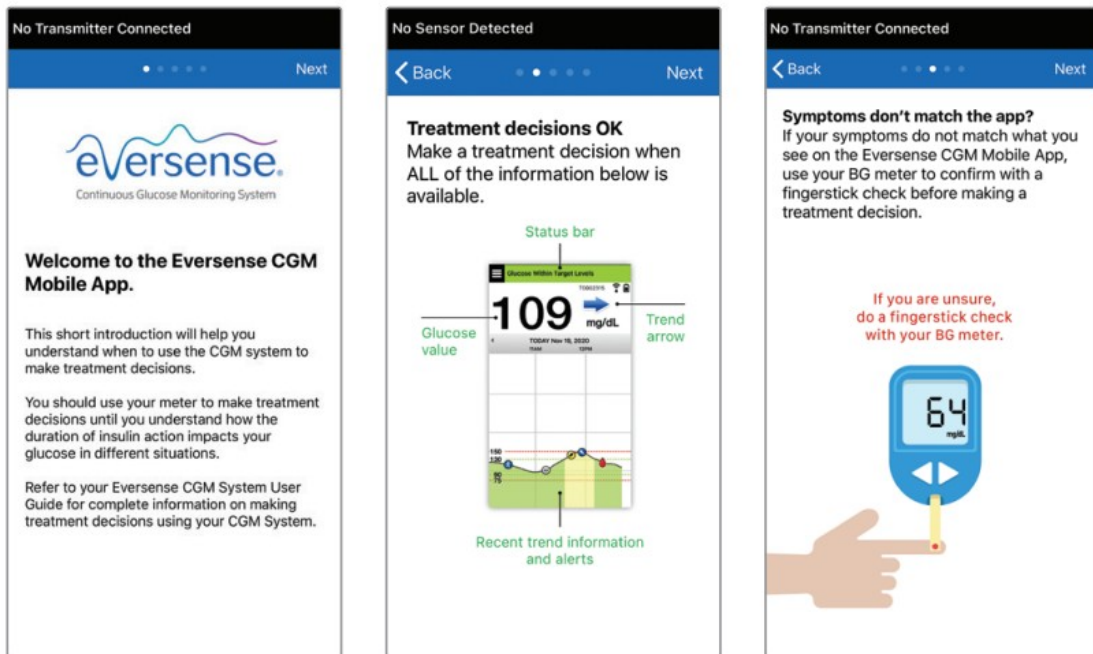 No Transmitter Connected
Next
eversense®
Continuous Glucose Monitoring System
Welcome to the Eversense CGM
Mobile App.
This short introduction will help you
understand when to use the CGM system to
make treatment decisions.
You should use your meter to make treatment
decisions until you understand how the
duration of insulin action impacts your
glucose in different situations.
Refer to your Eversense CGM System User
Guide for complete information on making
treatment decisions using your CGM System.
No Sensor Detected
Back
Next
Treatment decisions OK
Make a treatment decision when
ALL of the information below is
available.
Status bar
Glucose Within Target Levels
109
mg/dL
Glucose
value
Trend
arrow
TODAY Nov 19, 2020
11AM 12PM
150
130
Recent trend information
and alerts
No Transmitter Connected
Back
Next
Symptoms don't match the app?
If your symptoms do not match what you
see on the Eversense CGM Mobile App,
use your BG meter to confirm with a
fingerstick check before making a
treatment decision.
If you are unsure,
do a fingerstick check
with your BG meter.
64
mg/dL